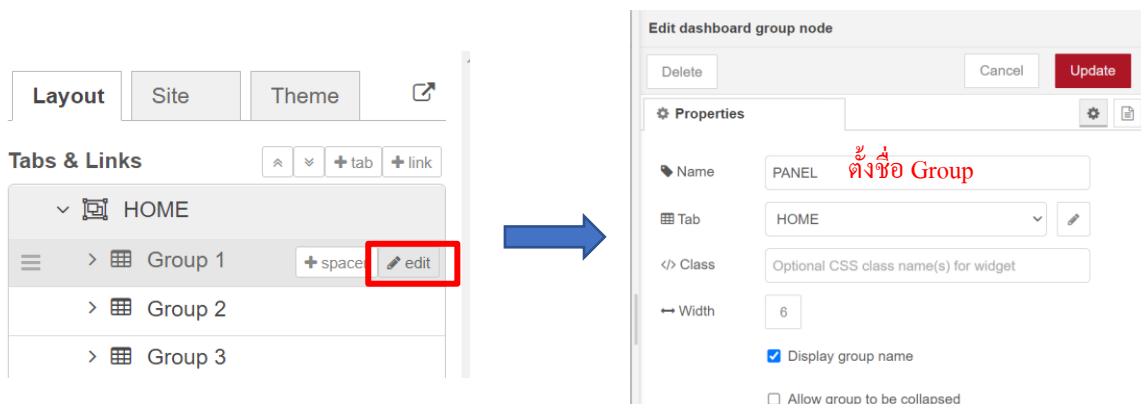 Layout
Site
Theme
Tabs & Links
tab
link
HOME
Group 1
spacer
edit
Group 2
Group 3
Edit dashboard group node
Delete
Cancel
Update
Properties
Name
PANEL
ตั้งชื่อ Group
Tab
HOME
</> Class
Optional CSS class name(s) for widget
Width
6
Display group name
Allow group to be collapsed